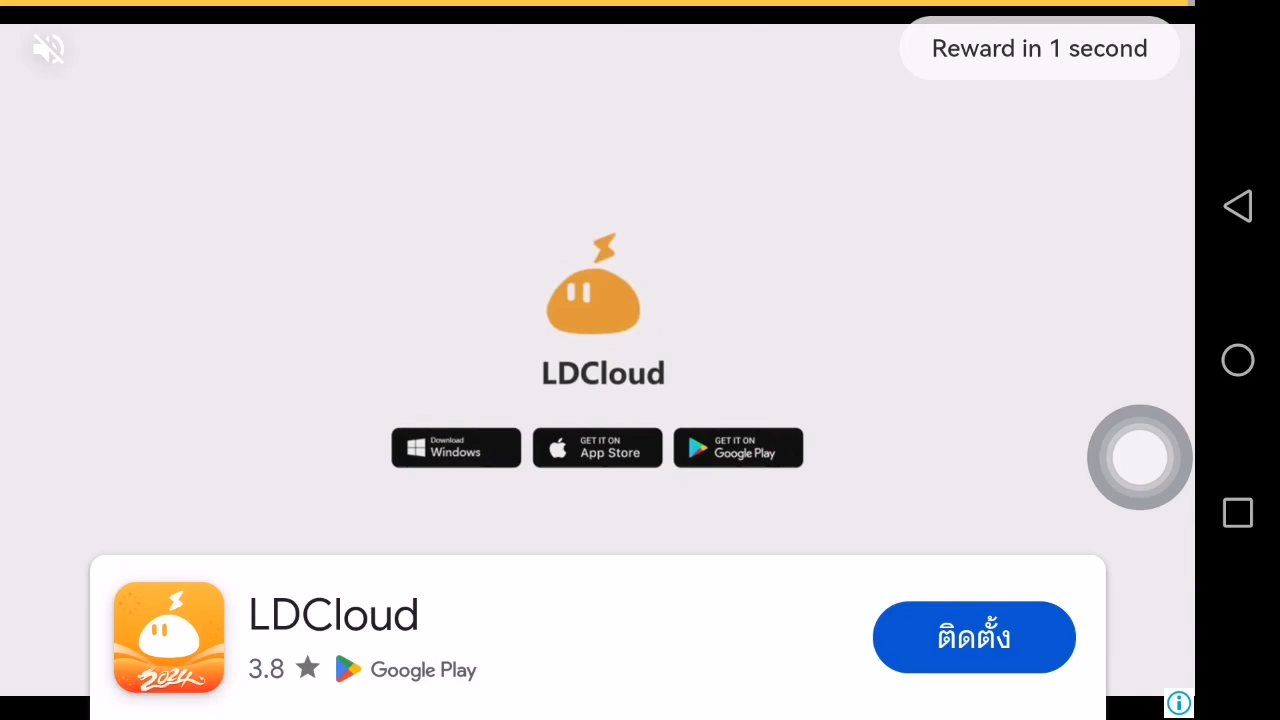 Reward in 1 second
LDCloud
Download
Windows
GET IT ON
App Store
GET IT ON
Google Play
LDCloud
3.8 ★ Google Play
ติดตั้ง
2024